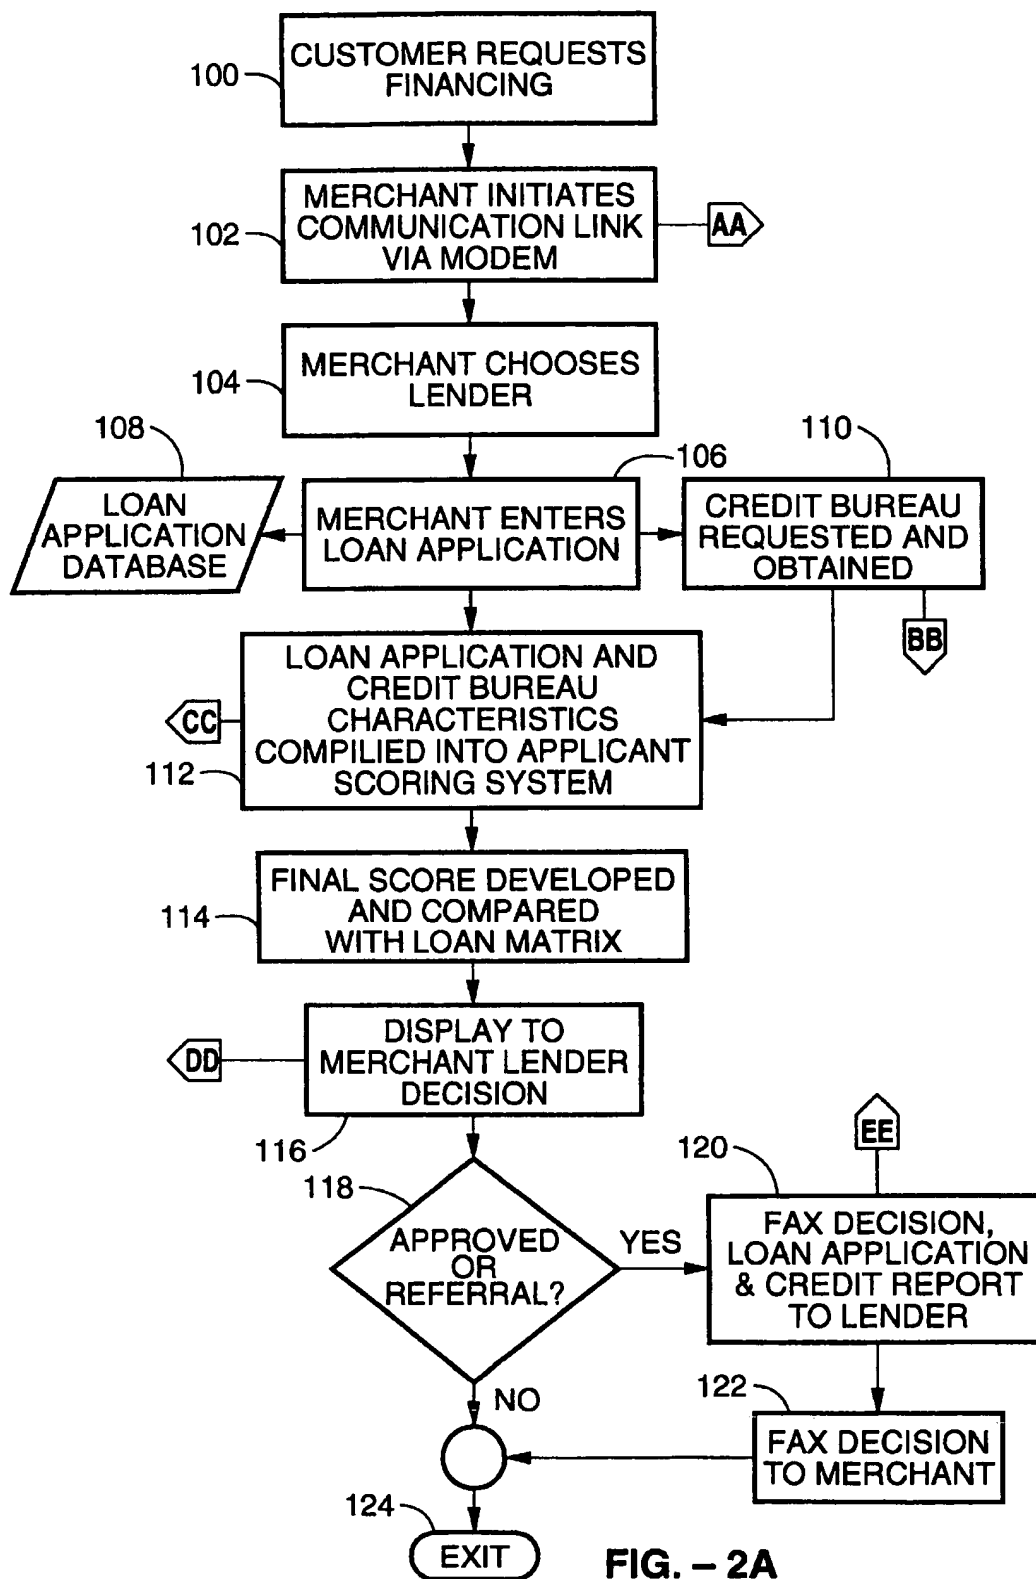 CUSTOMER REQUESTS
FINANCING
100
MERCHANT INITIATES
COMMUNICATION LINK
VIA MODEM
102
AA
MERCHANT CHOOSES
LENDER
104
108
LOAN
APPLICATION
DATABASE
106
MERCHANT ENTERS
LOAN APPLICATION
110
CREDIT BUREAU
REQUESTED AND
OBTAINED
BB
LOAN APPLICATION AND
CREDIT BUREAU
CHARACTERISTICS
COMPILIED INTO APPLICANT
SCORING SYSTEM
CC
112
FINAL SCORE DEVELOPED
AND COMPARED
WITH LOAN MATRIX
114
DISPLAY TO
MERCHANT LENDER
DECISION
DD
116
118
APPROVED
OR
REFERRAL?
YES
NO
EE
120
FAX DECISION,
LOAN APPLICATION
& CREDIT REPORT
TO LENDER
122
FAX DECISION
TO MERCHANT
124
EXIT
FIG. – 2A